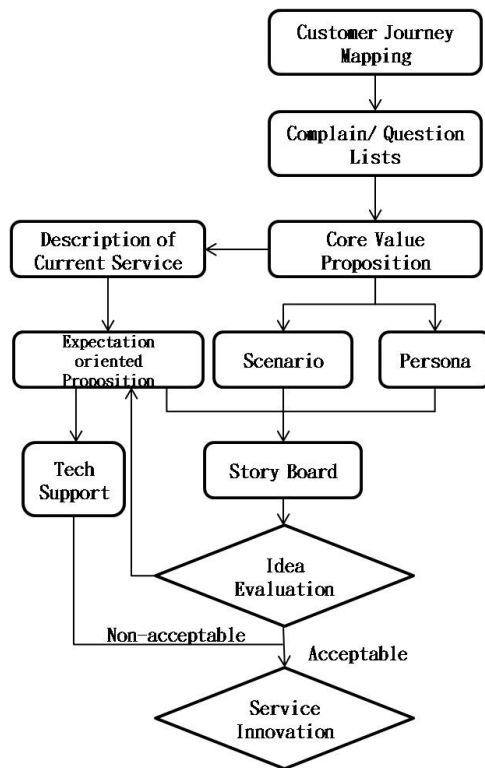 Customer Journey
Mapping
Complain/ Question
Lists
Description of
Current Service
Core Value
Proposition
Expectation
oriented
Proposition
Scenario
Persona
Tech
Support
Story Board
Idea
Evaluation
Non-acceptable
Acceptable
Service
Innovation